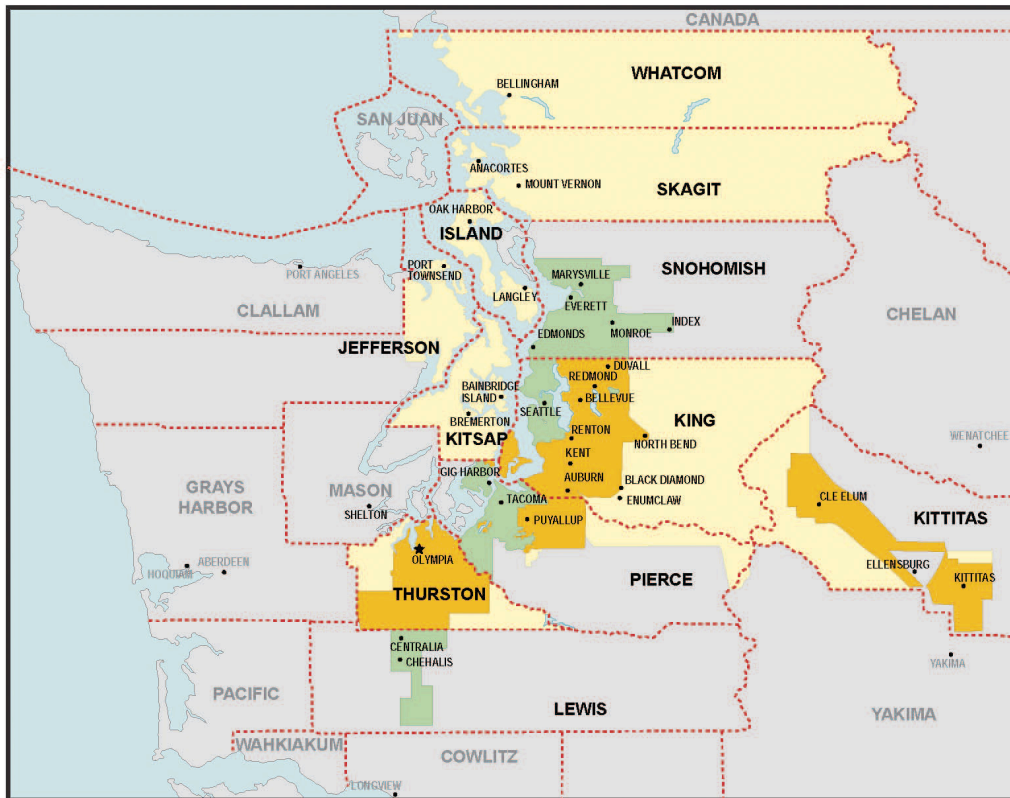 CANADA
WHATCOM
BELLINGHAM
SAN JUAN
ANACORTES
MOUNT VERNON
SKAGIT
OAK HARBOR
ISLAND
PORT
TOWNSEND
PORT ANGELES
SNOHOMISH
MARYSVILLE
LANGLEY
EVERETT
CLALLAM
CHELAN
INDEX
MONROE
EDMONDS
JEFFERSON
DUVALL
REDMOND
BAINBRIDGE
ISLAND
BELLEVUE
SEATTLE
BREMERTON
KING
KITSAP
RENTON
NORTH BEND
WENATCHEE
KENT
GIG HARBOR
AUBURN
BLACK DIAMOND
ENUMCLAW
GRAYS
HARBOR
MASON
SHELTON
TACOMA
CLE ELUM
PUYALLUP
KITTITAS
OLYMPIA
ABERDEEN
HOQUIAM
ELLENSBURG
PIERCE
KITTITAS
THURSTON
CENTRALIA
CHEHALIS
YAKIMA
PACIFIC
LEWIS
YAKIMA
WAHKIAKUM
COWLITZ
LONGVIEW